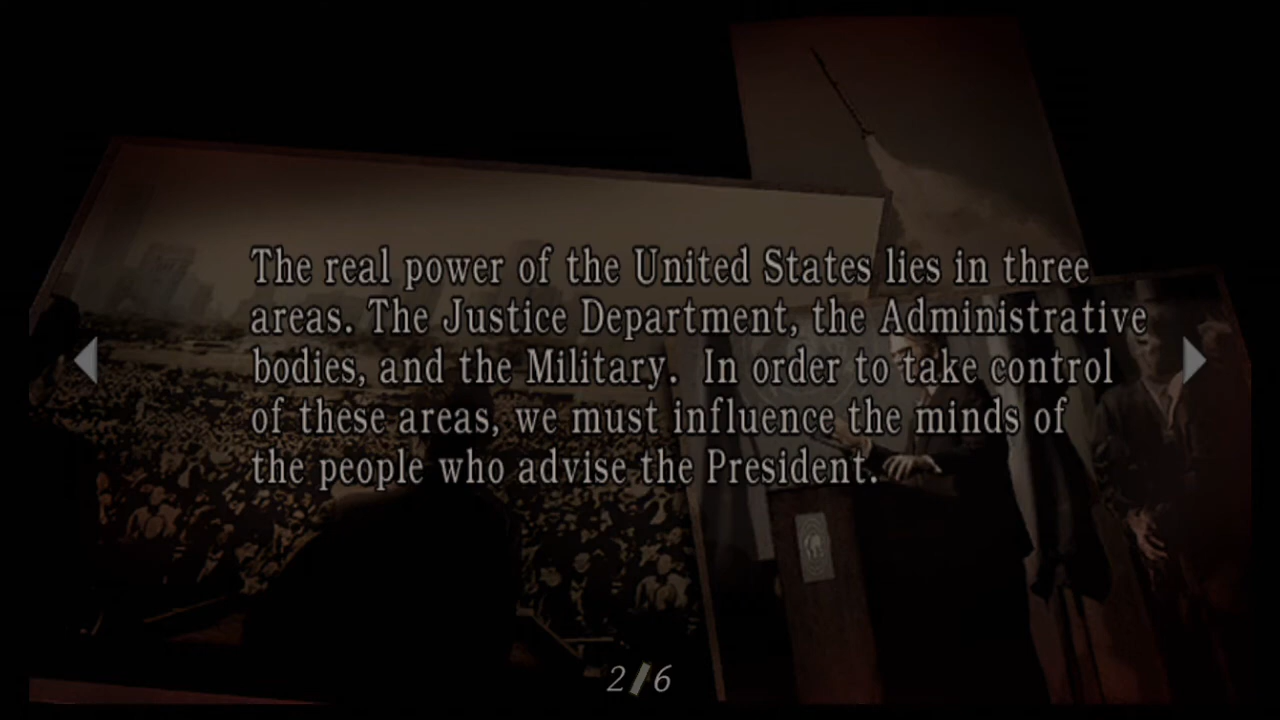 The real power of the United States lies in three
areas. The Justice Department, the Administrative
bodies, and the Military.  In order to take control
of these areas, we must influence the minds of
the people who advise the President.
2/6